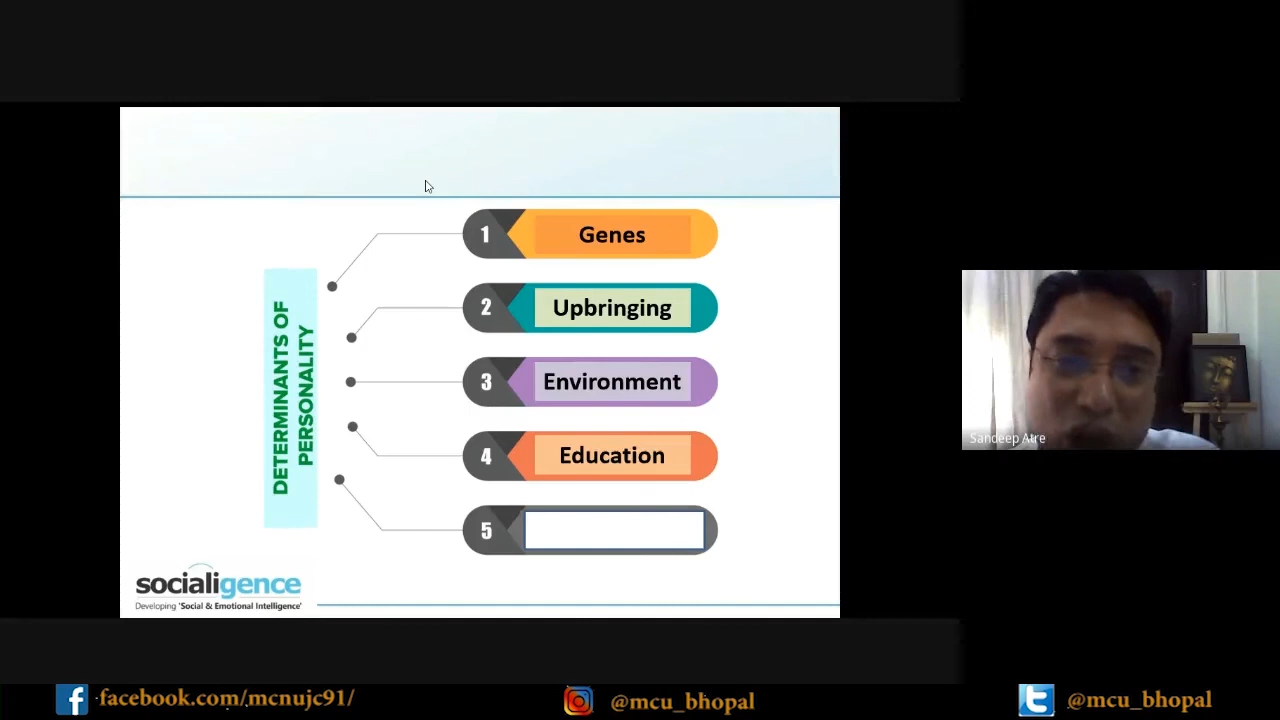 1 Genes
2 Upbringing
3 Environment
4 Education
5
DETERMINANTS OF
PERSONALITY
socialigence
Developing 'Social & Emotional Intelligence'
Sandeep Atre
facebook.com/mcnujc91/
@mcu_bhopal
@mcu_bhopal